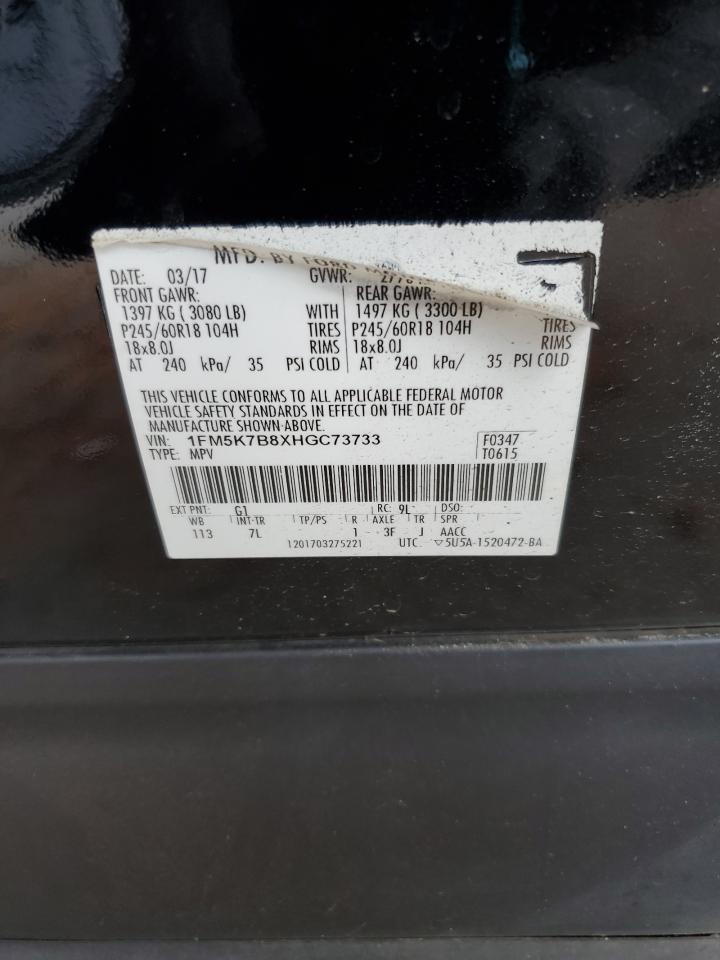 MFD. BY
DATE: 03/17 GVWR:
FRONT GAWR: REAR GAWR:
1397 KG ( 3080 LB) WITH 1497 KG ( 3300 LB)
P245/60R18 104H TIRES P245/60R18 104H TIRES
18x8.0J RIMS 18x8.0J RIMS
AT 240 kPa/ 35 PSI COLD AT 240 kPa/ 35 PSI COLD
THIS VEHICLE CONFORMS TO ALL APPLICABLE FEDERAL MOTOR
VEHICLE SAFETY STANDARDS IN EFFECT ON THE DATE OF
MANUFACTURE SHOWN ABOVE.
VIN: 1FM5K7B8XHGC73733 F0347
TYPE: MPV T0615
EXT PNT: G1 RC: 9L DSO:
WB INT TR TP/PS R AXLE TR SPR
113 7L 1 3F J AACC
1201703275221 UTC ▽5U5A-1520472-BA